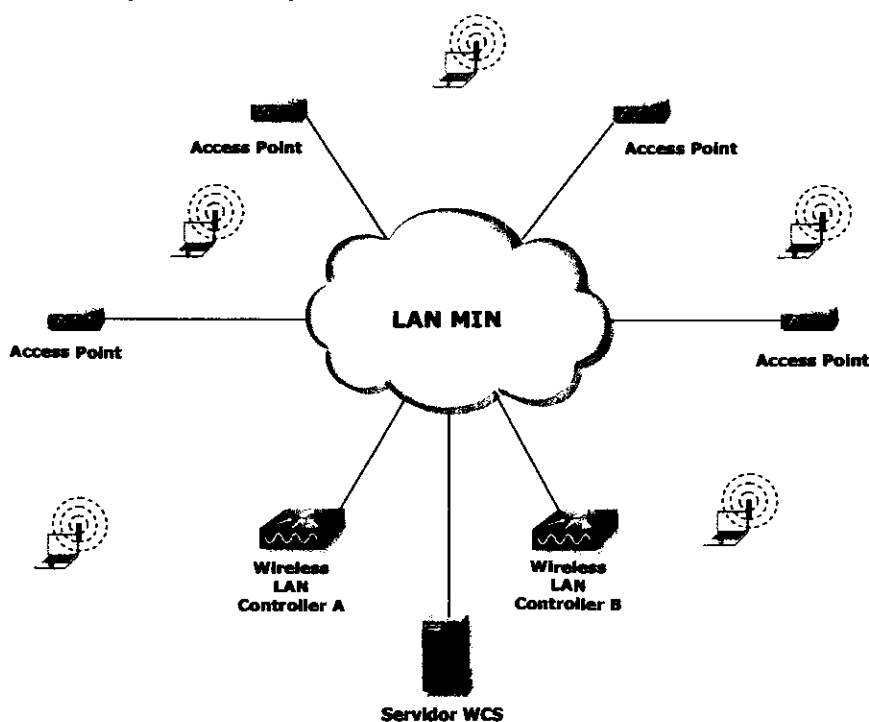 Access Point
Access Point
LAN MIN
Access Point
Access Point
Wireless
LAN
Controller A
Wireless
LAN
Controller B
Servidor WCS